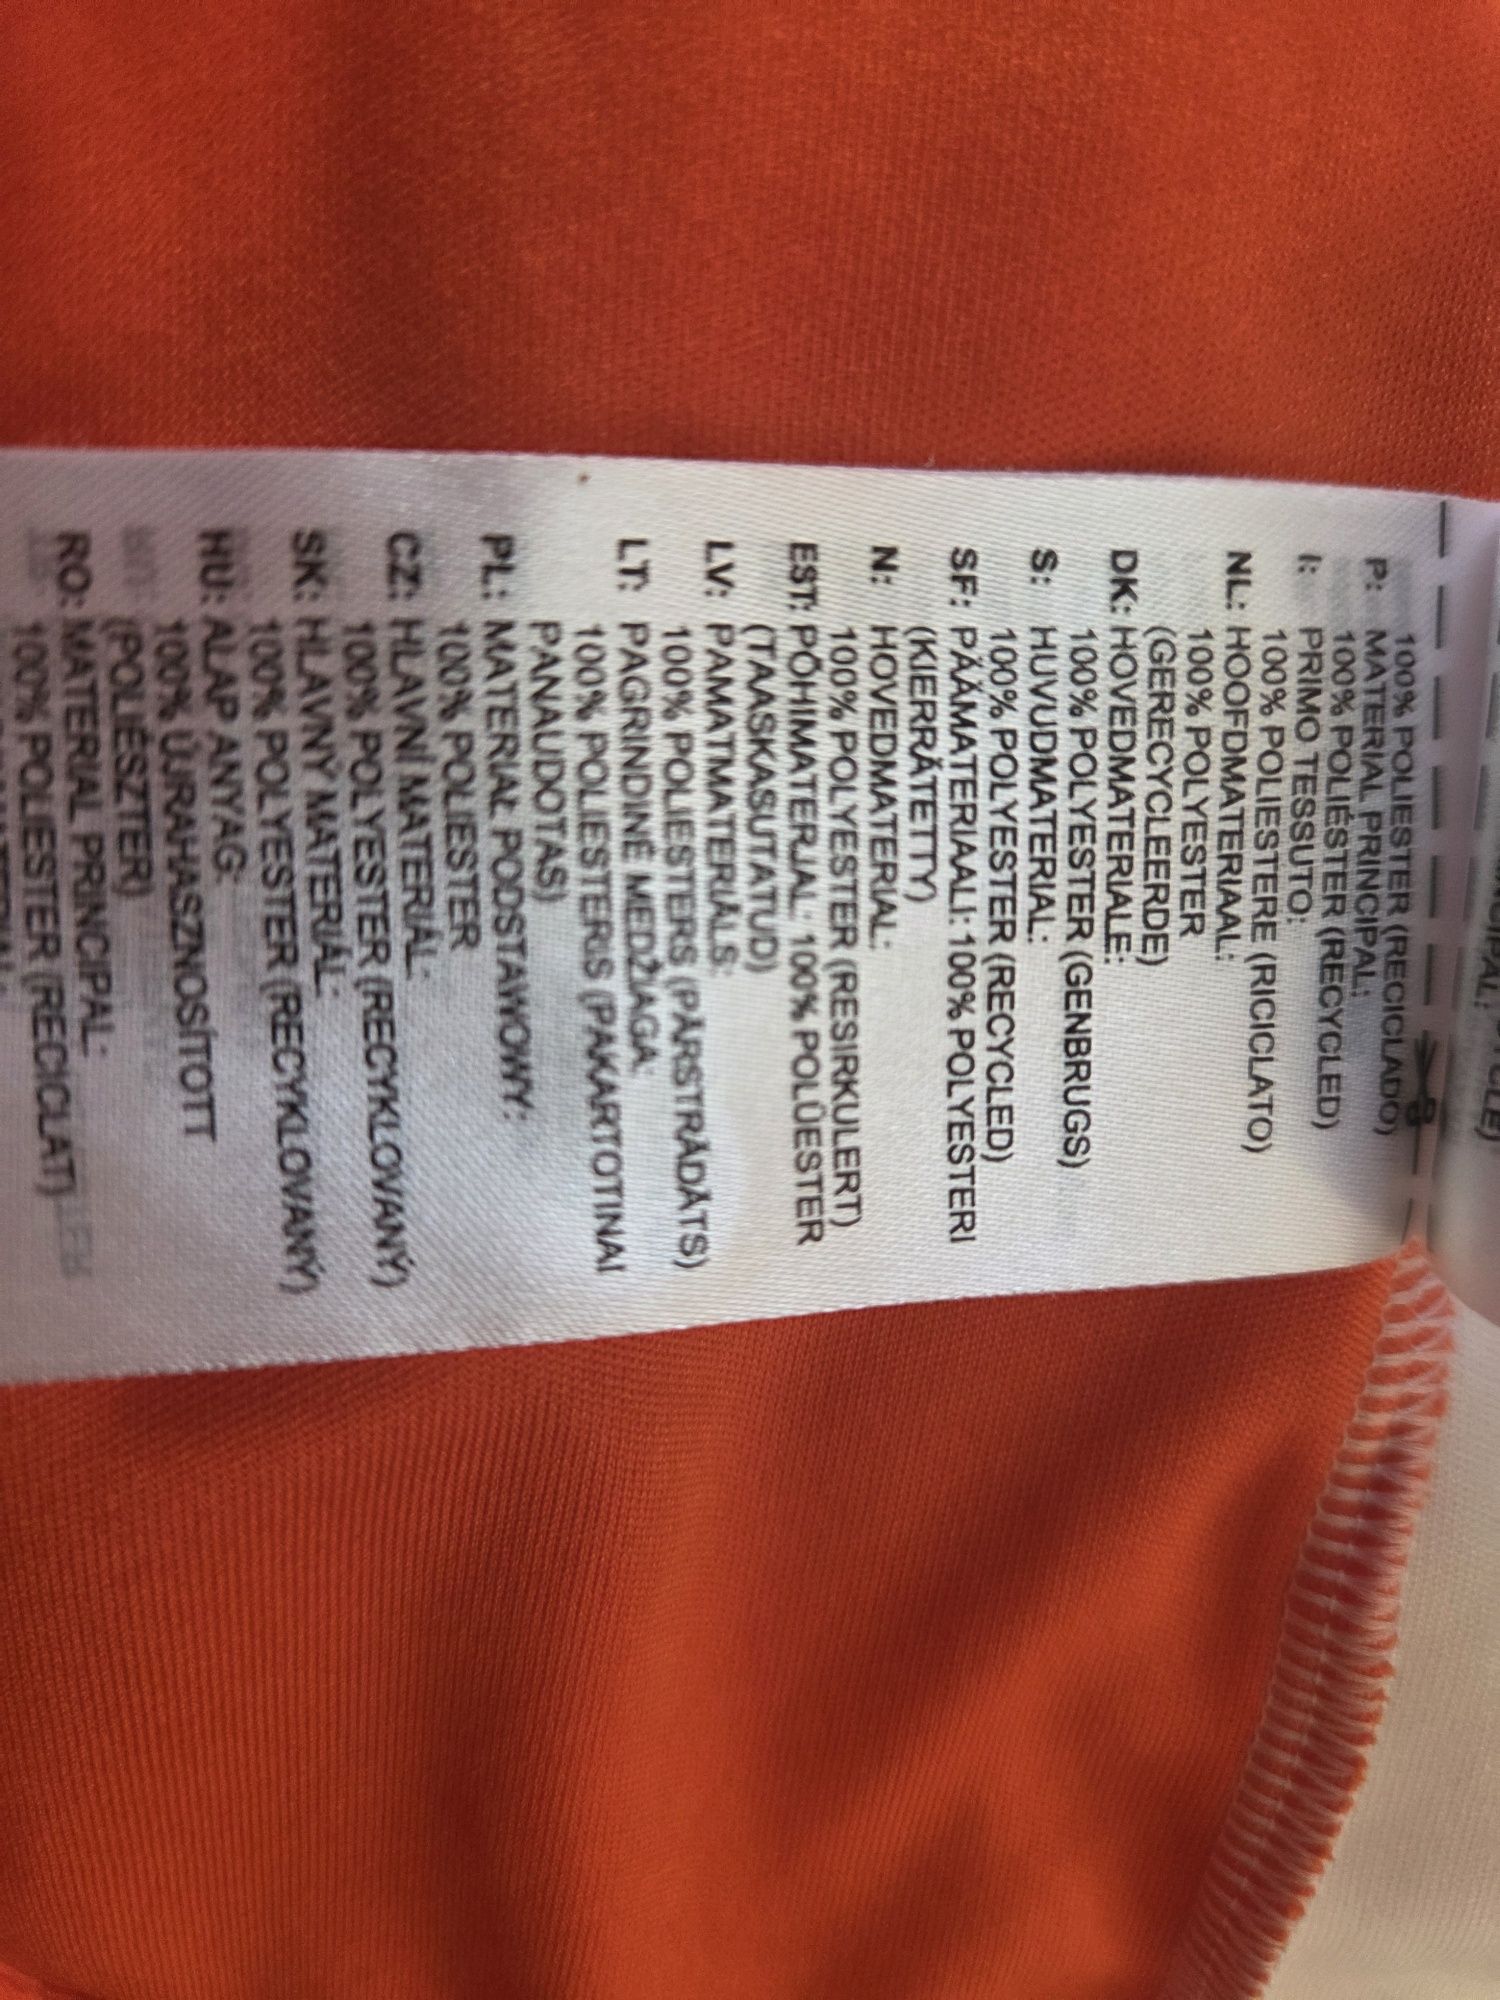 100% POLIESTER (RECICLADO)
P: MATERIAL PRINCIPAL:
100% POLIÉSTER (RECYCLED)
I: PRIMO TESSUTO:
100% POLIESTERE (RICICLATO)
NL: HOOFDMATERIAAL:
100% POLYESTER
(GERECYCLEERDE)
DK: HOVEDMATERIALE:
100% POLYESTER (GENBRUGS)
S: HUVUDMATERIAL:
100% POLYESTER (RECYCLED)
SF: PÄÄMATERIAALI: 100% POLYESTERI
(KIERRÄTETTY)
N: HOVEDMATERIAL:
100% POLYESTER (RESIRKULERT)
EST: PÕHIMATERJAL: 100% POLÜESTER
(TAASKASUTATUD)
LV: PAMATMATERIĀLS:
100% POLIESTERS (PĀRSTRĀDĀTS)
LT: PAGRINDINĖ MEDŽIAGA:
100% POLIESTERIS (PAKARTOTINAI
PANAUDOTAS)
PL: MATERIAŁ PODSTAWOWY:
100% POLIESTER
CZ: HLAVNÍ MATERIÁL:
100% POLYESTER (RECYKLOVANÝ)
SK: HLAVNÝ MATERIÁL:
100% POLYESTER (RECYKLOVANÝ)
HU: ALAP ANYAG:
100% ÚJRAHASZNOSÍTOTT
(POLIÉSZTER)
RO: MATERIAL PRINCIPAL:
100% POLIESTER (RECICLAT)